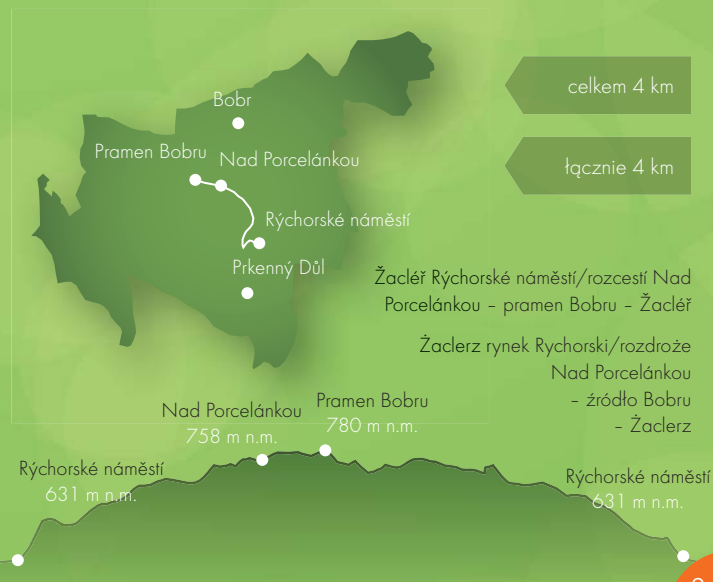 Bobr
celkem 4 km
Pramen Bobru
Nad Porcelánkou
łącznie 4 km
Rýchorské náměstí
Prkenný Důl
Žacléř Rýchorské náměstí/rozcestí Nad
Porcelánkou – pramen Bobru – Žacléř
Żaclerz rynek Rychorski/rozdroże
Nad Porcelánkou
– źródło Bobru
– Żaclerz
Nad Porcelánkou
758 m n.m.
Pramen Bobru
780 m n.m.
Rýchorské náměstí
631 m n.m.
Rýchorské náměstí
631 m n.m.